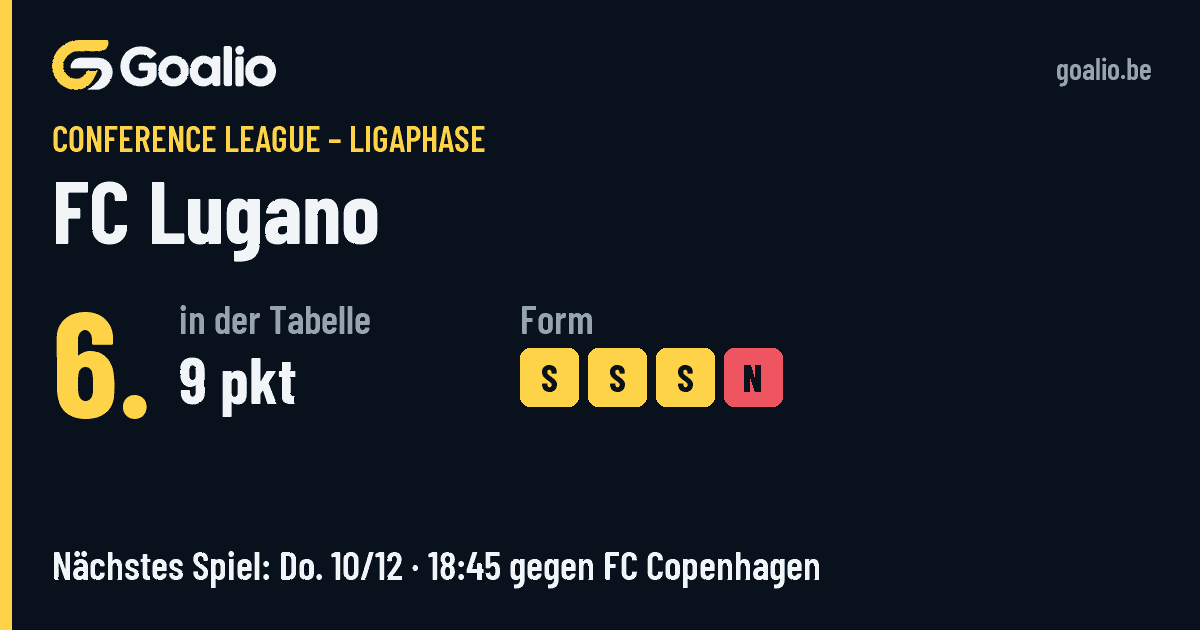 Goalio
goalio.be
CONFERENCE LEAGUE – LIGAPHASE
FC Lugano
6.
in der Tabelle
9 pkt
Form
S S S N
Nächstes Spiel: Do. 10/12 · 18:45 gegen FC Copenhagen